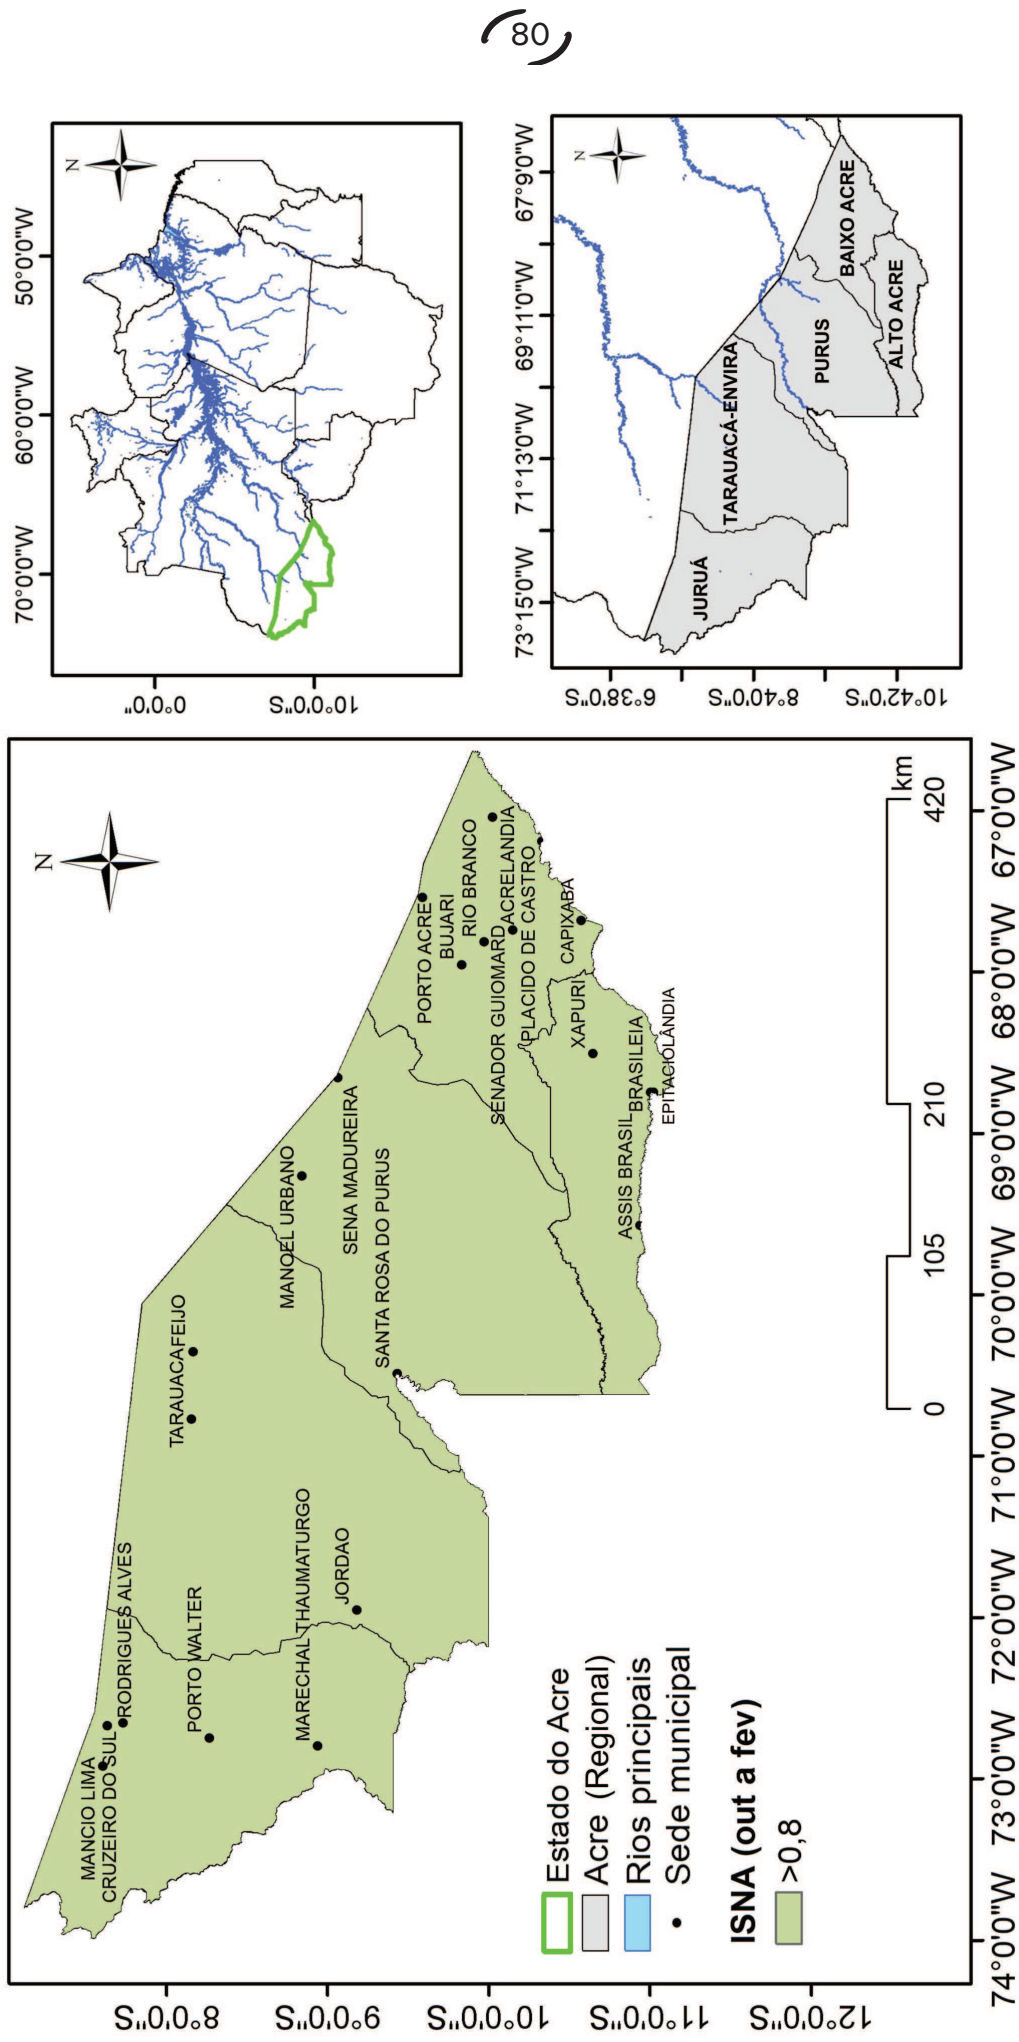 80
N
70°0'0"W
60°0'0"W
50°0'0"W
0°0'0"
10°0'0"S
N
73°15'0"W
71°13'0"W
69°11'0"W
67°9'0"W
6°38'0"S
8°40'0"S
10°42'0"S
JURUÁ
TARAUACÁ-ENVIRA
PURUS
BAIXO ACRE
ALTO ACRE
N
MANCIO LIMA
CRUZEIRO DO SUL
RODRIGUES ALVES
PORTO WALTER
MARECHAL THAUMATURGO
JORDAO
TARAUACA
FEIJO
MANOEL URBANO
SENA MADUREIRA
SANTA ROSA DO PURUS
PORTO ACRE
BUJARI
RIO BRANCO
SENADOR GUIOMARD
ACRELANDIA
PLACIDO DE CASTRO
CAPIXABA
XAPURI
ASSIS BRASIL
BRASILEIA
EPITACIOLÂNDIA
8°0'0"S
9°0'0"S
10°0'0"S
11°0'0"S
12°0'0"S
74°0'0"W
73°0'0"W
72°0'0"W
71°0'0"W
70°0'0"W
69°0'0"W
68°0'0"W
67°0'0"W
0
105
210
420
km
Estado do Acre
Acre (Regional)
Rios principais
Sede municipal
ISNA (out a fev)
>0,8